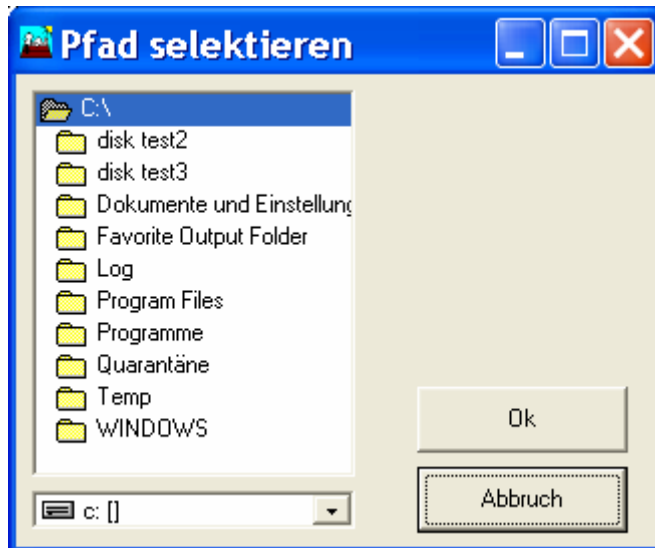 Pfad selektieren
C:\
disk test2
disk test3
Dokumente und Einstellung
Favorite Output Folder
Log
Program Files
Programme
Quarantäne
Temp
WINDOWS
c: []
Ok
Abbruch